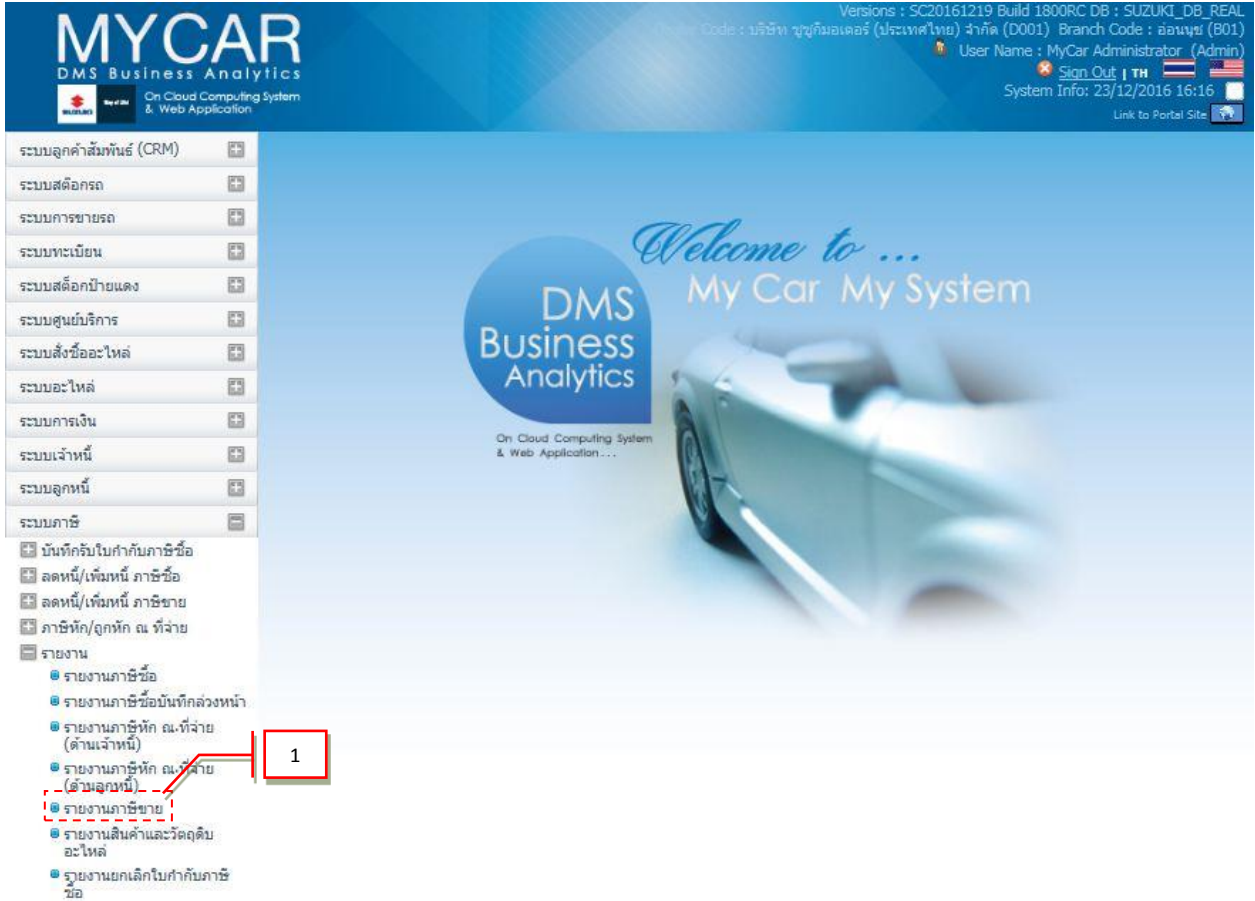 MYCAR
DMS Business Analytics
On Cloud Computing System
& Web Application
SUZUKI
Way of Life!
Versions : SC20161219 Build 1800RC DB : SUZUKI_DB_REAL
Code : บริษัท ซูซูกิมอเตอร์ (ประเทศไทย) จำกัด (D001) Branch Code : อ่อนนุช (B01)
User Name : MyCar Administrator (Admin)
Sign Out | TH
System Info: 23/12/2016 16:16
Link to Portal Site
ระบบลูกค้าสัมพันธ์ (CRM)
ระบบสต๊อกรถ
ระบบการขายรถ
ระบบทะเบียน
ระบบสต็อกป้ายแดง
ระบบศูนย์บริการ
ระบบสั่งซื้ออะไหล่
ระบบอะไหล่
ระบบการเงิน
ระบบเจ้าหนี้
ระบบลูกหนี้
ระบบภาษี
บันทึกรับใบกำกับภาษีซื้อ
ลดหนี้/เพิ่มหนี้ ภาษีซื้อ
ลดหนี้/เพิ่มหนี้ ภาษีขาย
ภาษีหัก/ถูกหัก ณ ที่จ่าย
รายงาน
รายงานภาษีซื้อ
รายงานภาษีซื้อบันทึกล่วงหน้า
รายงานภาษีหัก ณ.ที่จ่าย
(ด้านเจ้าหนี้)
รายงานภาษีหัก ณ.ที่จ่าย
(ด้านลูกหนี้)
รายงานภาษีขาย
รายงานสินค้าและวัตถุดิบ
อะไหล่
รายงานยกเลิกใบกำกับภาษี
ซื้อ
1
Welcome to ...
My Car My System
DMS
Business
Analytics
On Cloud Computing System
& Web Application . . .